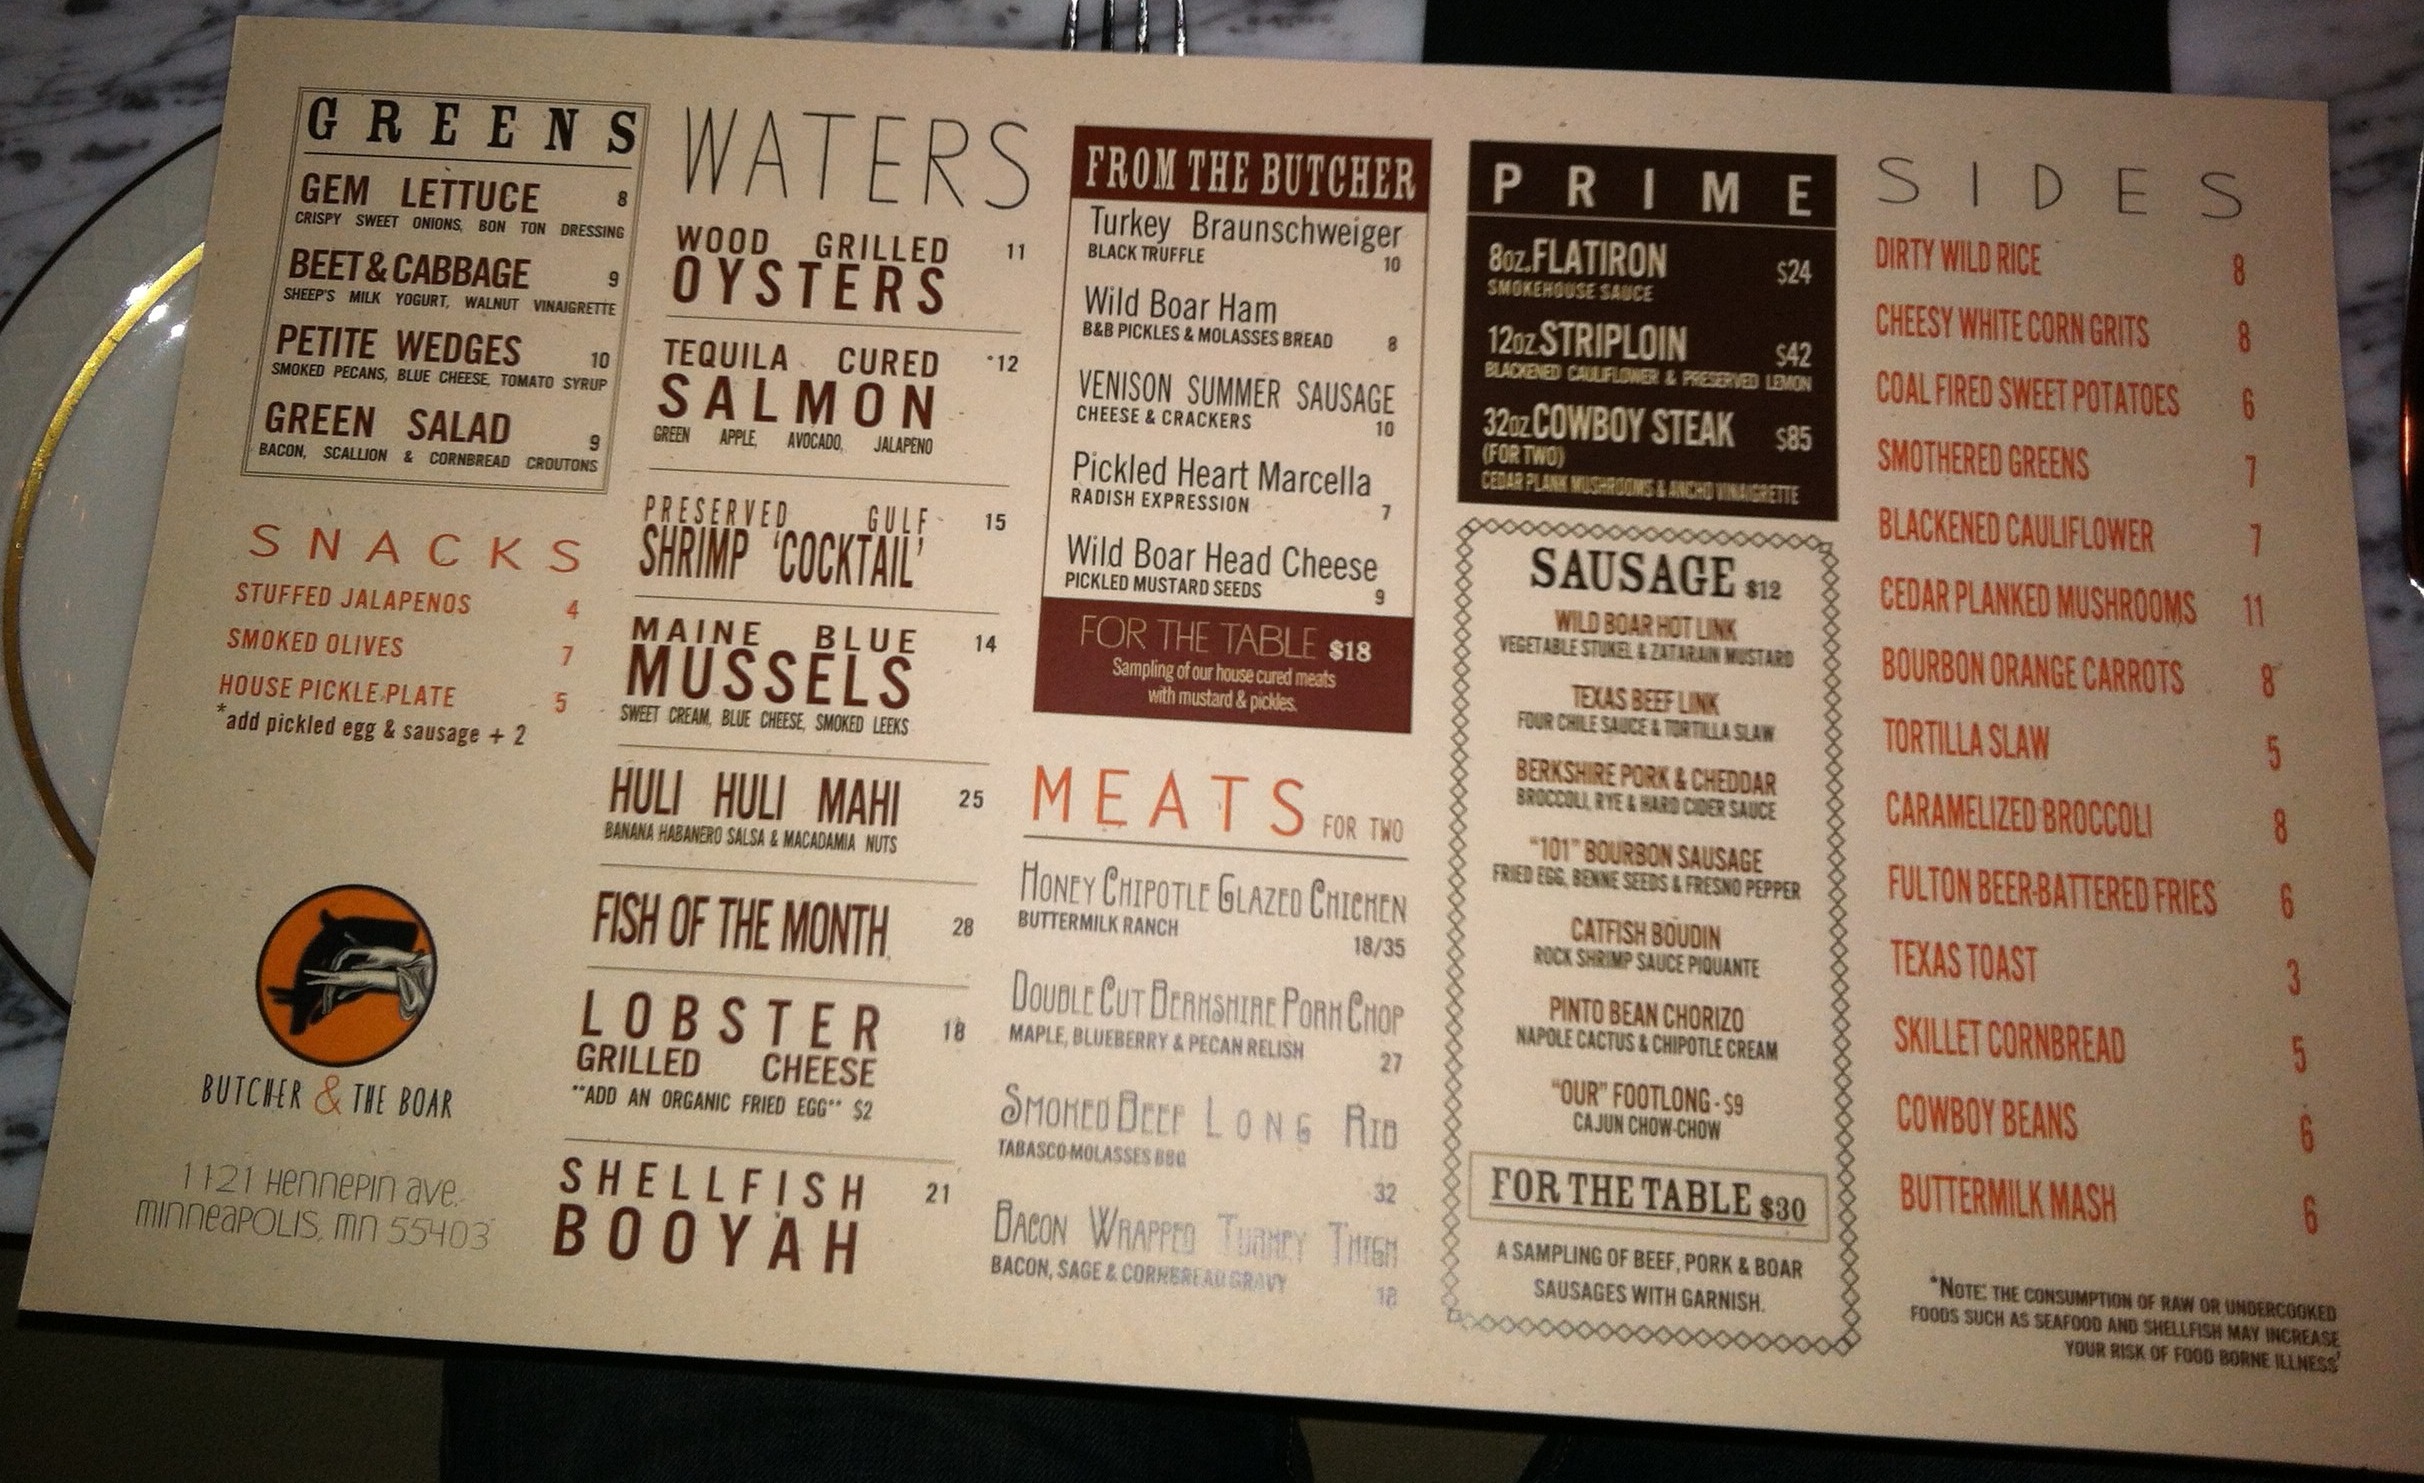 GREENS
GEM LETTUCE 8
CRISPY SWEET ONIONS, BON TON DRESSING
BEET & CABBAGE 9
SHEEP'S MILK YOGURT, WALNUT VINAIGRETTE
PETITE WEDGES 10
SMOKED PECANS, BLUE CHEESE, TOMATO SYRUP
GREEN SALAD 9
BACON, SCALLION & CORNBREAD CROUTONS
SNACKS
STUFFED JALAPENOS 4
SMOKED OLIVES 7
HOUSE PICKLE PLATE 5
*add pickled egg & sausage + 2
BUTCHER & THE BOAR
1121 Hennepin ave.
minneapolis, mn 55403
WATERS
WOOD GRILLED 11
OYSTERS
TEQUILA CURED 12
SALMON
GREEN APPLE, AVOCADO, JALAPENO
PRESERVED GULF 15
SHRIMP 'COCKTAIL'
MAINE BLUE 14
MUSSELS
SWEET CREAM, BLUE CHEESE, SMOKED LEEKS
HULI HULI MAHI 25
BANANA HABANERO SALSA & MACADAMIA NUTS
FISH OF THE MONTH 28
LOBSTER 18
GRILLED CHEESE
**ADD AN ORGANIC FRIED EGG** $2
SHELLFISH 21
BOOYAH
FROM THE BUTCHER
Turkey Braunschweiger
BLACK TRUFFLE 10
Wild Boar Ham
B&B PICKLES & MOLASSES BREAD 8
VENISON SUMMER SAUSAGE
CHEESE & CRACKERS 10
Pickled Heart Marcella
RADISH EXPRESSION 7
Wild Boar Head Cheese
PICKLED MUSTARD SEEDS 9
FOR THE TABLE $18
Sampling of our house cured meats
with mustard & pickles.
MEATS FOR TWO
HONEY CHIPOTLE GLAZED CHICKEN
BUTTERMILK RANCH
18/35
DOUBLE CUT BERKSHIRE PORK CHOP
MAPLE, BLUEBERRY & PECAN RELISH 27
SMOKED BEEF LONG RIB
TABASCO-MOLASSES BBQ
32
BACON WRAPPED TURKEY THIGH
BACON, SAGE & CORNBREAD GRAVY
18
PRIME
8oz. FLATIRON $24
SMOKEHOUSE SAUCE
12oz STRIPLOIN $42
BLACKENED CAULIFLOWER & PRESERVED LEMON
32oz COWBOY STEAK $85
(FOR TWO)
CEDAR PLANK MUSHROOMS & ANCHO VINAIGRETTE
SAUSAGE $12
WILD BOAR HOT LINK
VEGETABLE STUKEL & ZATARAIN MUSTARD
TEXAS BEEF LINK
FOUR CHILE SAUCE & TORTILLA SLAW
BERKSHIRE PORK & CHEDDAR
BROCCOLI, RYE & HARD CIDER SAUCE
"101" BOURBON SAUSAGE
FRIED EGG, BENNE SEEDS & FRESNO PEPPER
CATFISH BOUDIN
ROCK SHRIMP SAUCE PIQUANTE
PINTO BEAN CHORIZO
NAPOLE CACTUS & CHIPOTLE CREAM
"OUR" FOOTLONG - $9
CAJUN CHOW-CHOW
FOR THE TABLE $30
A SAMPLING OF BEEF, PORK & BOAR
SAUSAGES WITH GARNISH.
SIDES
DIRTY WILD RICE 8
CHEESY WHITE CORN GRITS 8
COAL FIRED SWEET POTATOES 6
SMOTHERED GREENS 7
BLACKENED CAULIFLOWER 7
CEDAR PLANKED MUSHROOMS 11
BOURBON ORANGE CARROTS 8
TORTILLA SLAW 5
CARAMELIZED BROCCOLI 8
FULTON BEER-BATTERED FRIES 6
TEXAS TOAST 3
SKILLET CORNBREAD 5
COWBOY BEANS 6
BUTTERMILK MASH 6
*NOTE: THE CONSUMPTION OF RAW OR UNDERCOOKED
FOODS SUCH AS SEAFOOD AND SHELLFISH MAY INCREASE
YOUR RISK OF FOOD BORNE ILLNESS'